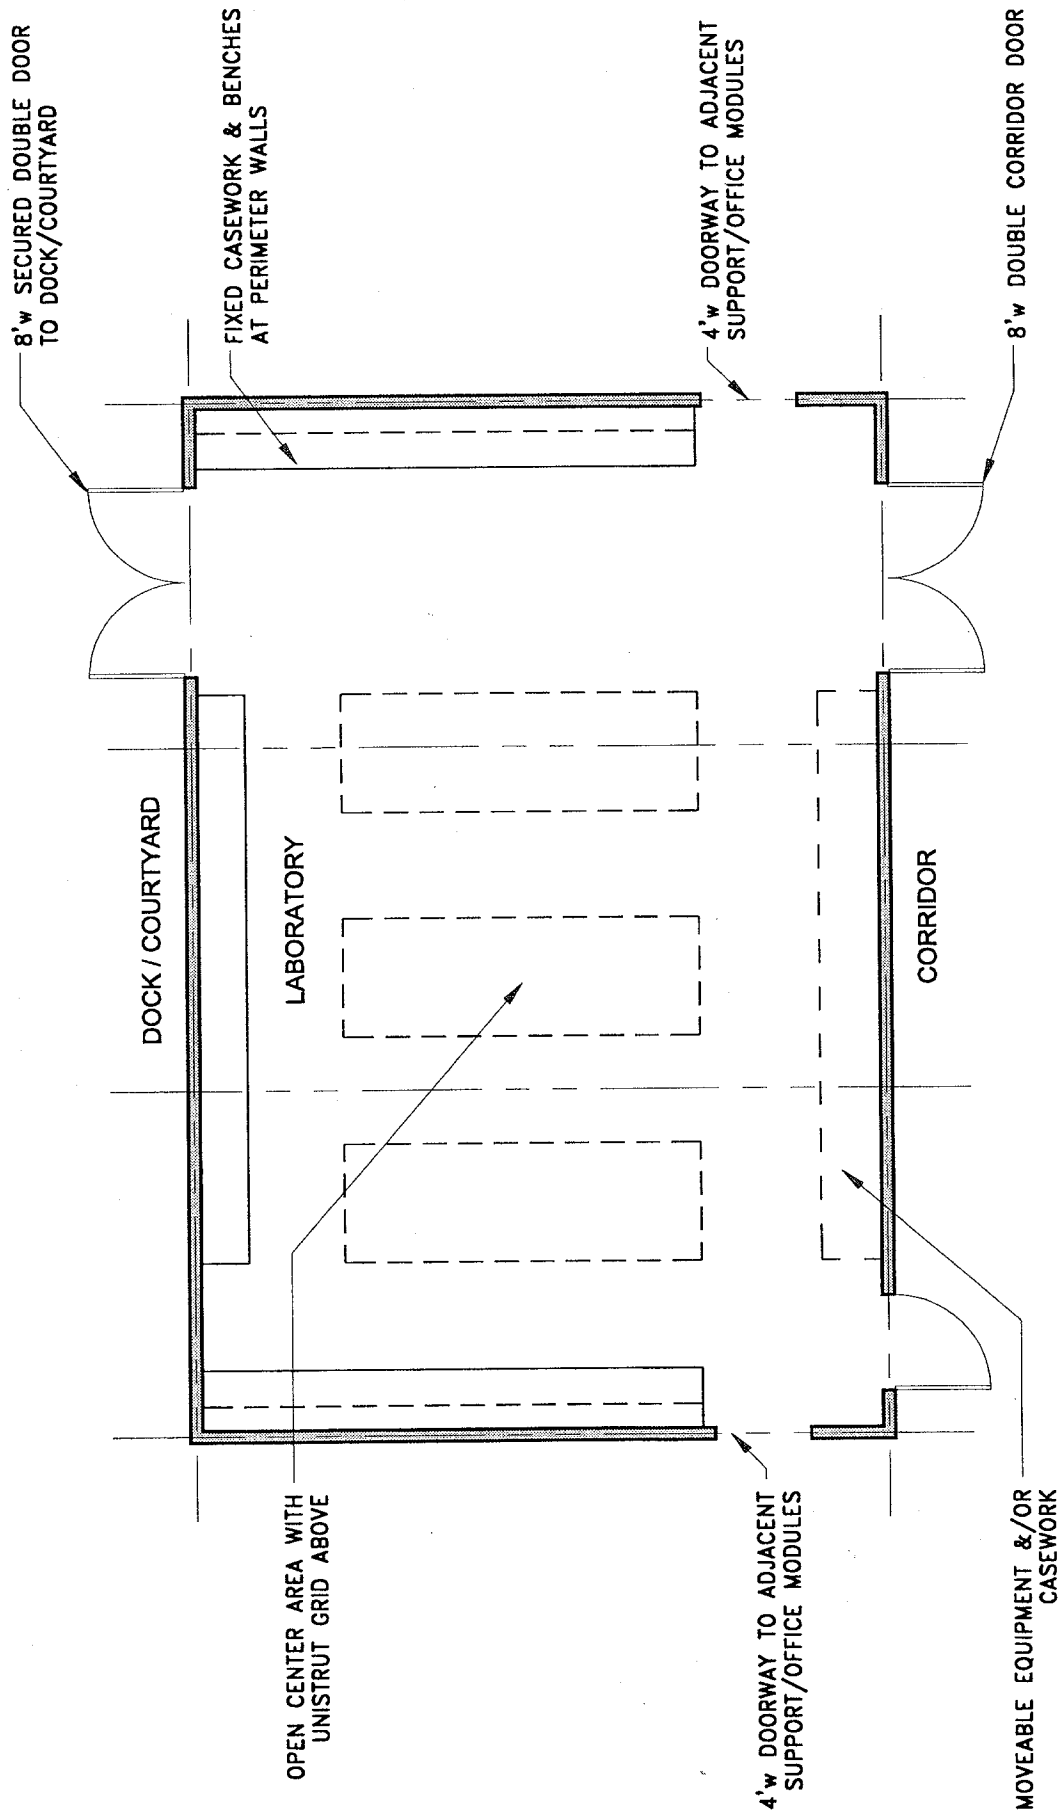 8'w SECURED DOUBLE DOOR
TO DOCK/COURTYARD
FIXED CASEWORK & BENCHES
AT PERIMETER WALLS
4'w DOORWAY TO ADJACENT
SUPPORT/OFFICE MODULES
8'w DOUBLE CORRIDOR DOOR
DOCK / COURTYARD
LABORATORY
CORRIDOR
OPEN CENTER AREA WITH
UNISTRUT GRID ABOVE
4'w DOORWAY TO ADJACENT
SUPPORT/OFFICE MODULES
MOVEABLE EQUIPMENT &/OR
CASEWORK